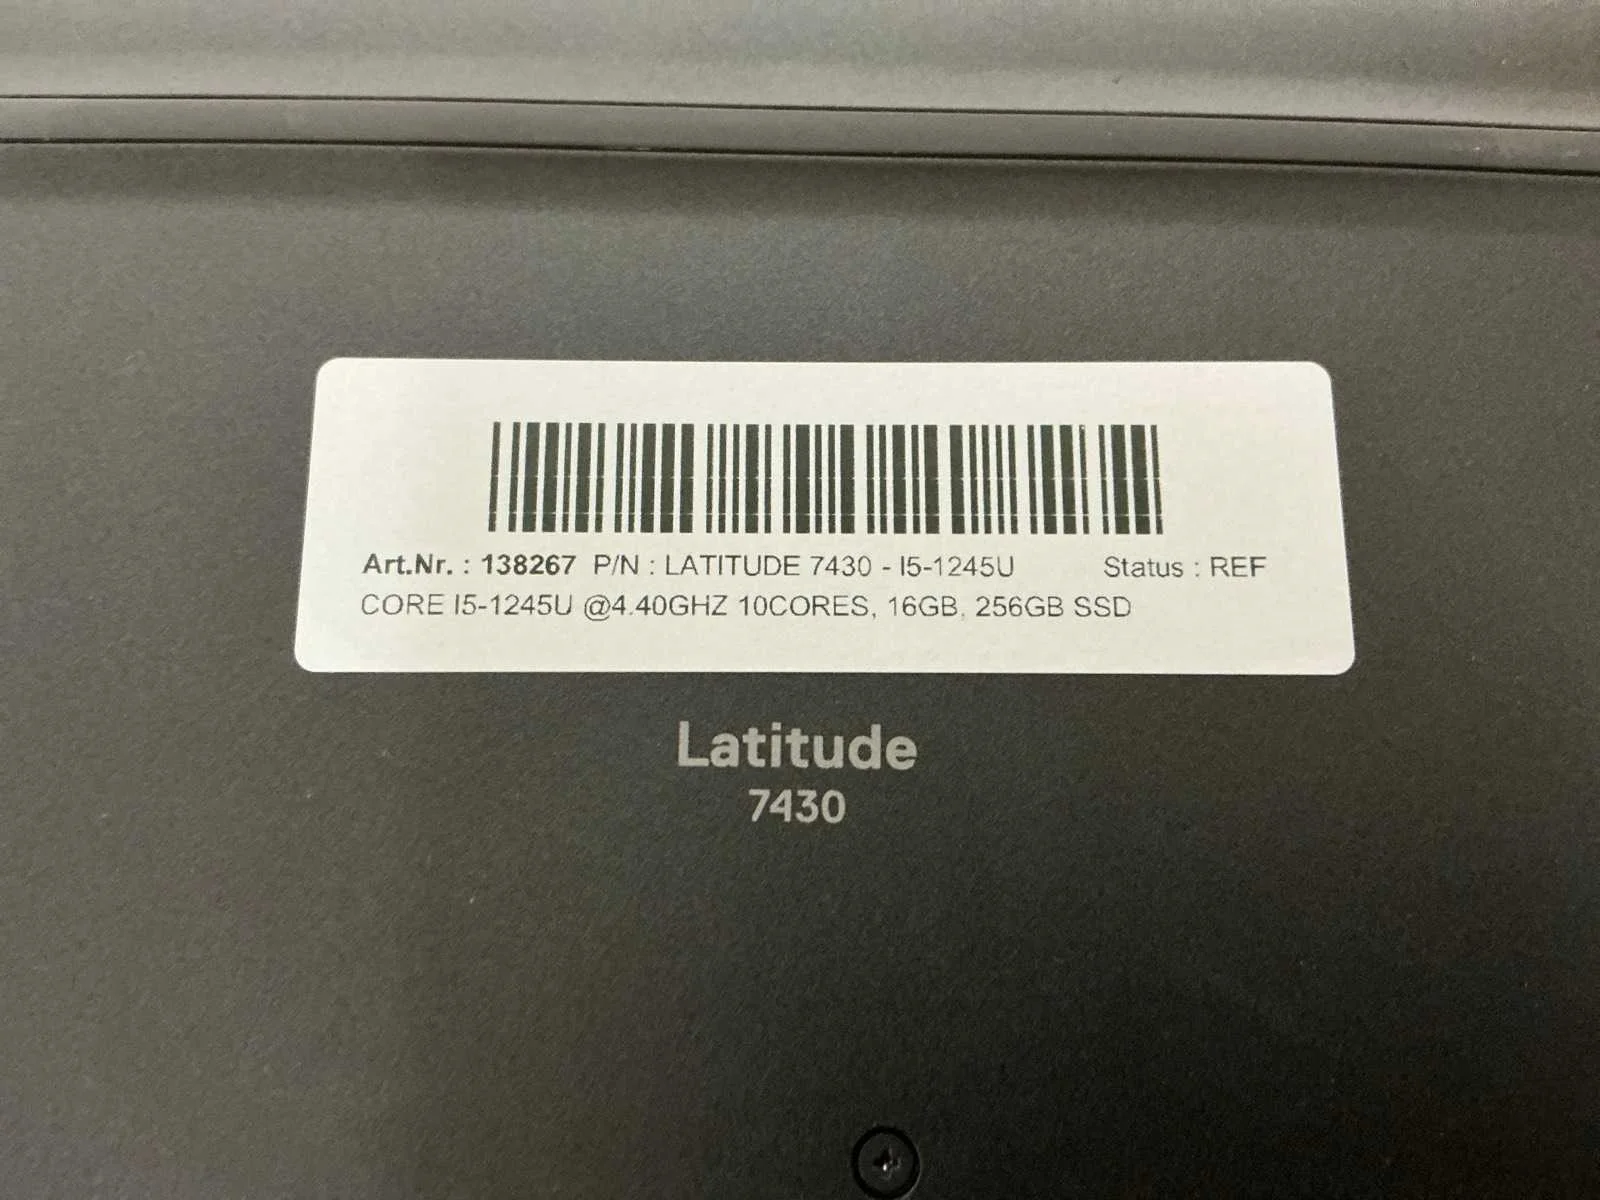 Art.Nr. : 138267 P/N : LATITUDE 7430 - I5-1245U Status : REF
CORE I5-1245U @4.40GHZ 10CORES, 16GB, 256GB SSD
Latitude
7430